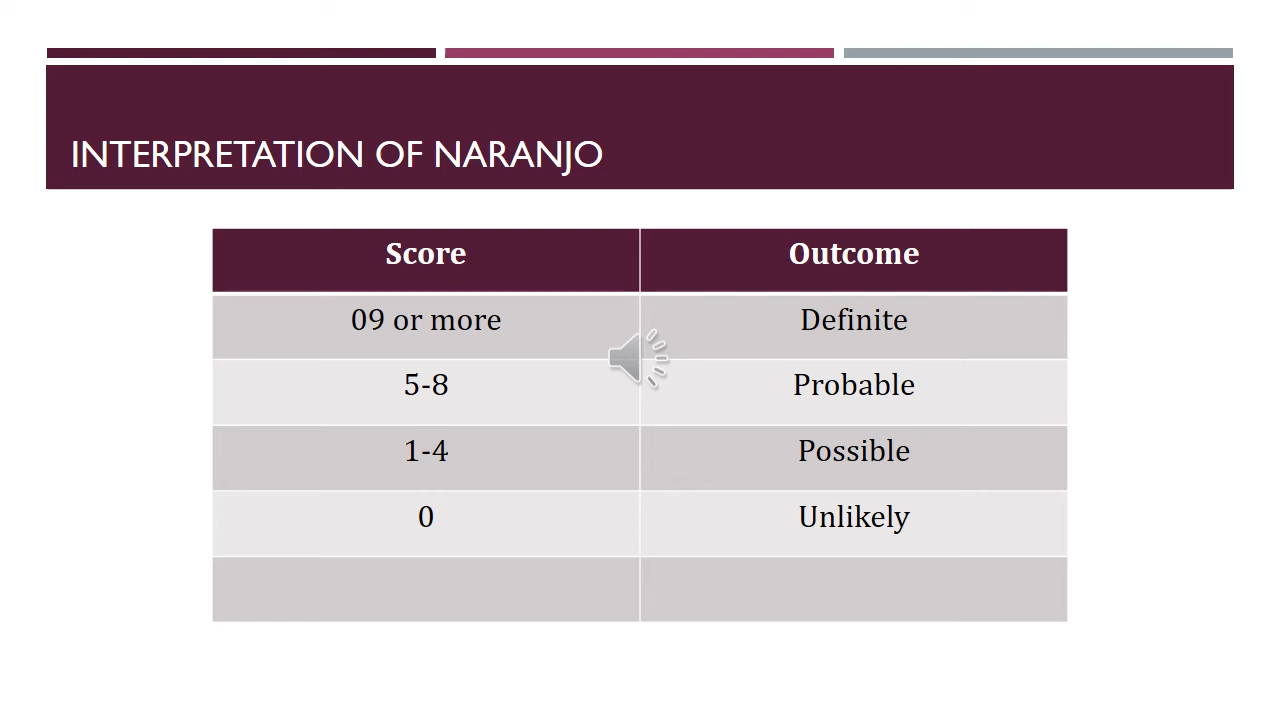 INTERPRETATION OF NARANJO
Score Outcome
09 or more Definite
5-8 Probable
1-4 Possible
0 Unlikely